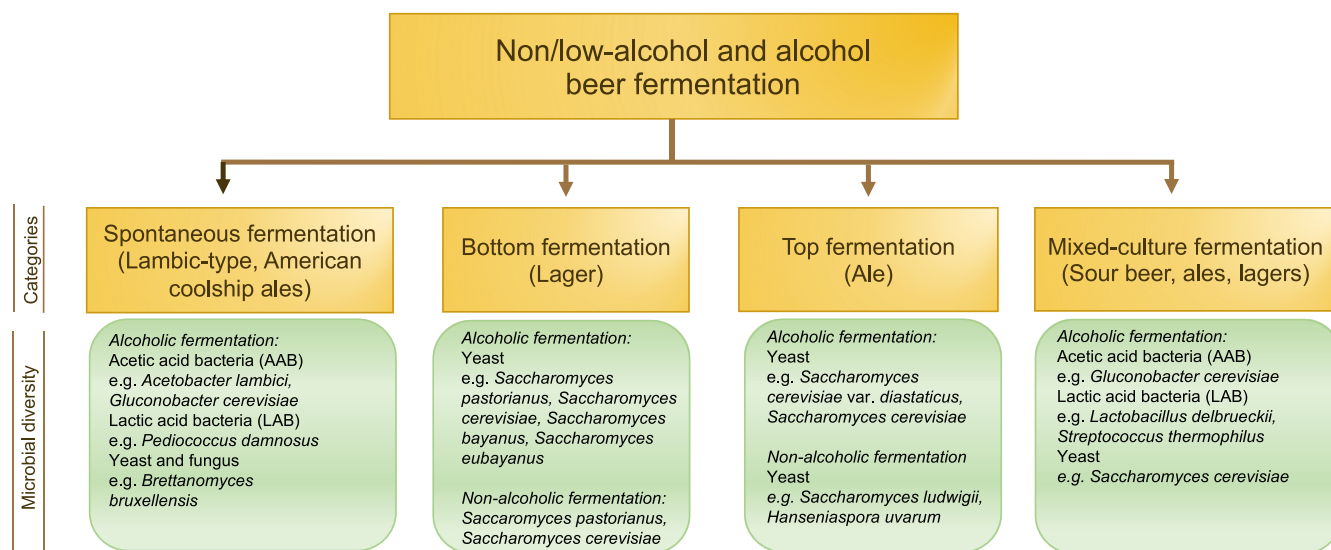 Non/low-alcohol and alcohol
beer fermentation
Categories
Spontaneous fermentation
(Lambic-type, American
coolship ales)
Bottom fermentation
(Lager)
Top fermentation
(Ale)
Mixed-culture fermentation
(Sour beer, ales, lagers)
Microbial diversity
Alcoholic fermentation:
Acetic acid bacteria (AAB)
e.g. Acetobacter lambici,
Gluconobacter cerevisiae
Lactic acid bacteria (LAB)
e.g. Pediococcus damnosus
Yeast and fungus
e.g. Brettanomyces
bruxellensis
Alcoholic fermentation:
Yeast
e.g. Saccharomyces
pastorianus, Saccharomyces
cerevisiae, Saccharomyces
bayanus, Saccharomyces
eubayanus
Non-alcoholic fermentation:
Saccaromyces pastorianus,
Saccharomyces cerevisiae
Alcoholic fermentation:
Yeast
e.g. Saccharomyces
cerevisiae var. diastaticus,
Saccharomyces cerevisiae
Non-alcoholic fermentation
Yeast
e.g. Saccharomyces ludwigii,
Hanseniaspora uvarum
Alcoholic fermentation:
Acetic acid bacteria (AAB)
e.g. Gluconobacter cerevisiae
Lactic acid bacteria (LAB)
e.g. Lactobacillus delbrueckii,
Streptococcus thermophilus
Yeast
e.g. Saccharomyces cerevisiae